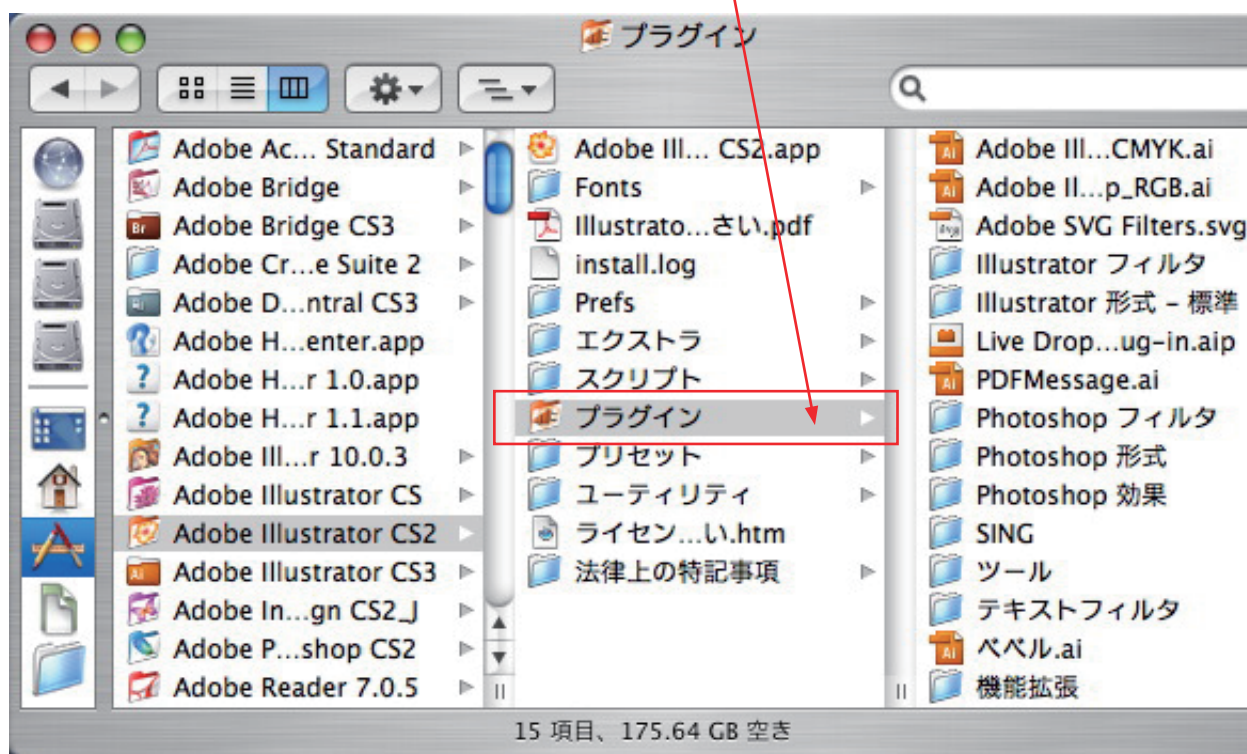 プラグイン
Adobe Ac... Standard
Adobe Bridge
Adobe Bridge CS3
Adobe Cr...e Suite 2
Adobe D...ntral CS3
Adobe H...enter.app
Adobe H...r 1.0.app
Adobe H...r 1.1.app
Adobe Ill...r 10.0.3
Adobe Illustrator CS
Adobe Illustrator CS2
Adobe Illustrator CS3
Adobe In...gn CS2_J
Adobe P...shop CS2
Adobe Reader 7.0.5
Adobe Ill... CS2.app
Fonts
Illustrato...さい.pdf
install.log
Prefs
エクストラ
スクリプト
プラグイン
プリセット
ユーティリティ
ライセン...い.htm
法律上の特記事項
Adobe Ill...CMYK.ai
Adobe Il...p_RGB.ai
Adobe SVG Filters.svg
Illustrator フィルタ
Illustrator 形式 – 標準
Live Drop...ug-in.aip
PDFMessage.ai
Photoshop フィルタ
Photoshop 形式
Photoshop 効果
SING
ツール
テキストフィルタ
ベベル.ai
機能拡張
15 項目、175.64 GB 空き